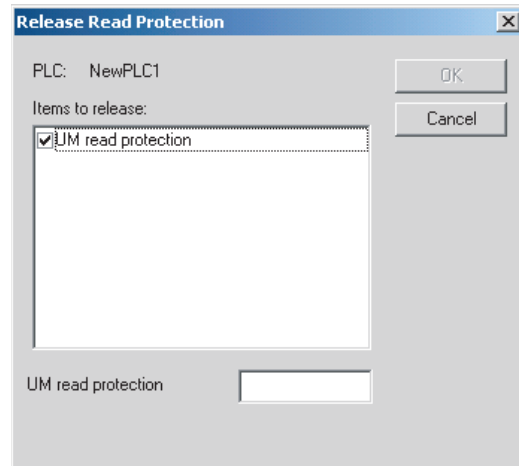 Release Read Protection
PLC: NewPLC1
OK
Items to release:
Cancel
UM read protection
UM read protection